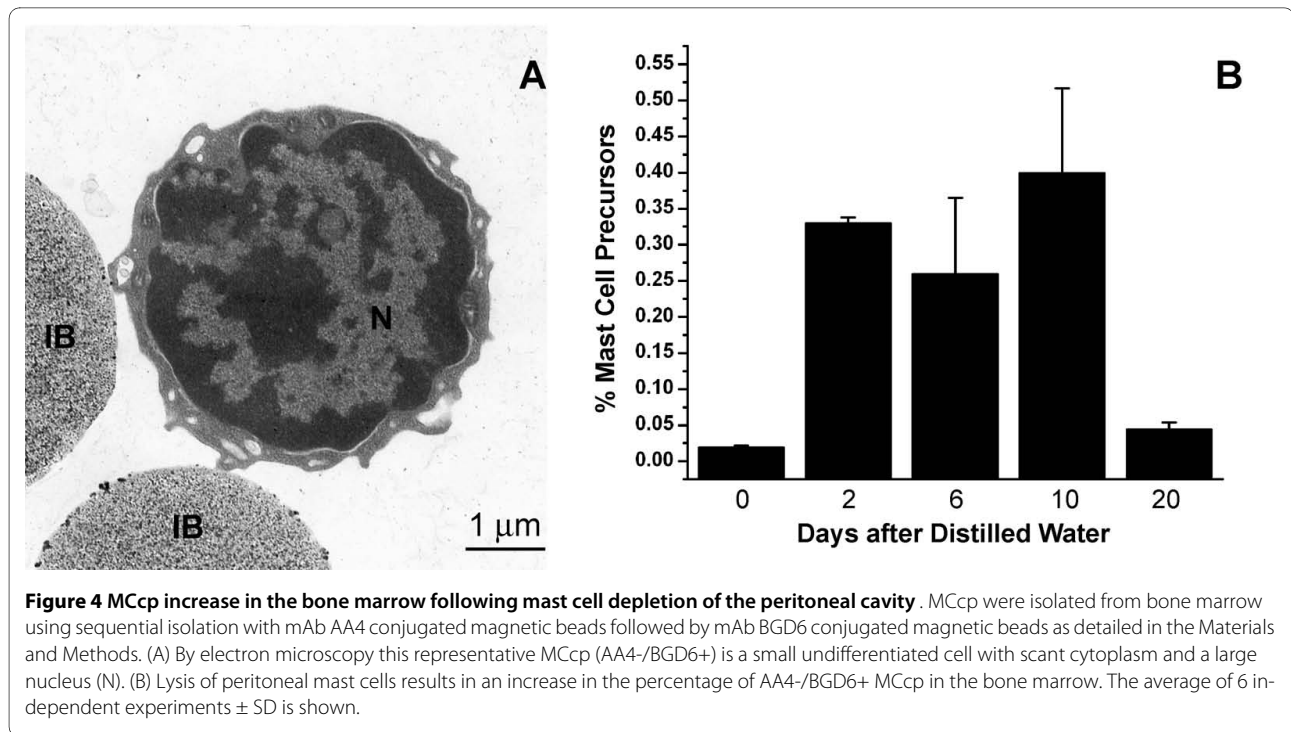 A
N
IB
IB
1 μm
B
% Mast Cell Precursors
0.55
0.50
0.45
0.40
0.35
0.30
0.25
0.20
0.15
0.10
0.05
0.00
0 2 6 10 20
Days after Distilled Water
Figure 4 MCcp increase in the bone marrow following mast cell depletion of the peritoneal cavity . MCcp were isolated from bone marrow
using sequential isolation with mAb AA4 conjugated magnetic beads followed by mAb BGD6 conjugated magnetic beads as detailed in the Materials
and Methods. (A) By electron microscopy this representative MCcp (AA4-/BGD6+) is a small undifferentiated cell with scant cytoplasm and a large
nucleus (N). (B) Lysis of peritoneal mast cells results in an increase in the percentage of AA4-/BGD6+ MCcp in the bone marrow. The average of 6 in-
dependent experiments ± SD is shown.